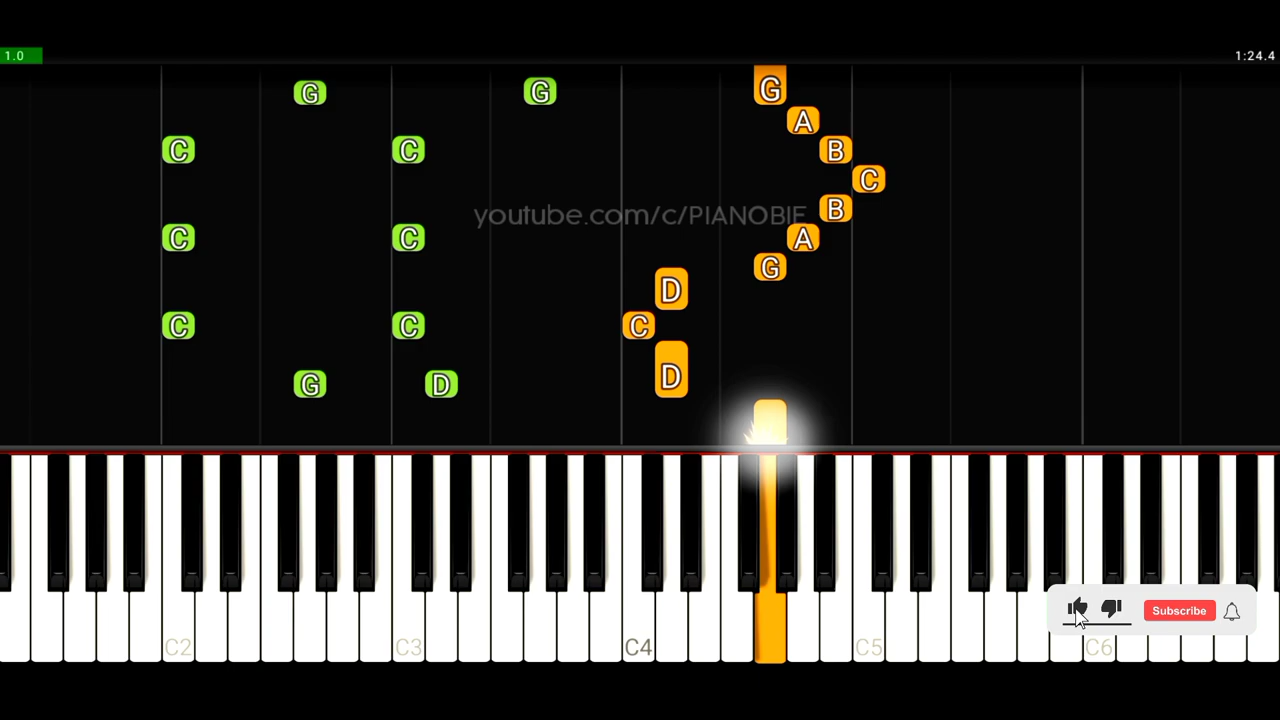 1.0 1:24.4
G G G
A
C C B
C
youtube.com/c/PIANOBIE
B
C C A
G
D
C C C
D
G D
Subscribe
C2 C3 C4 C5 C6